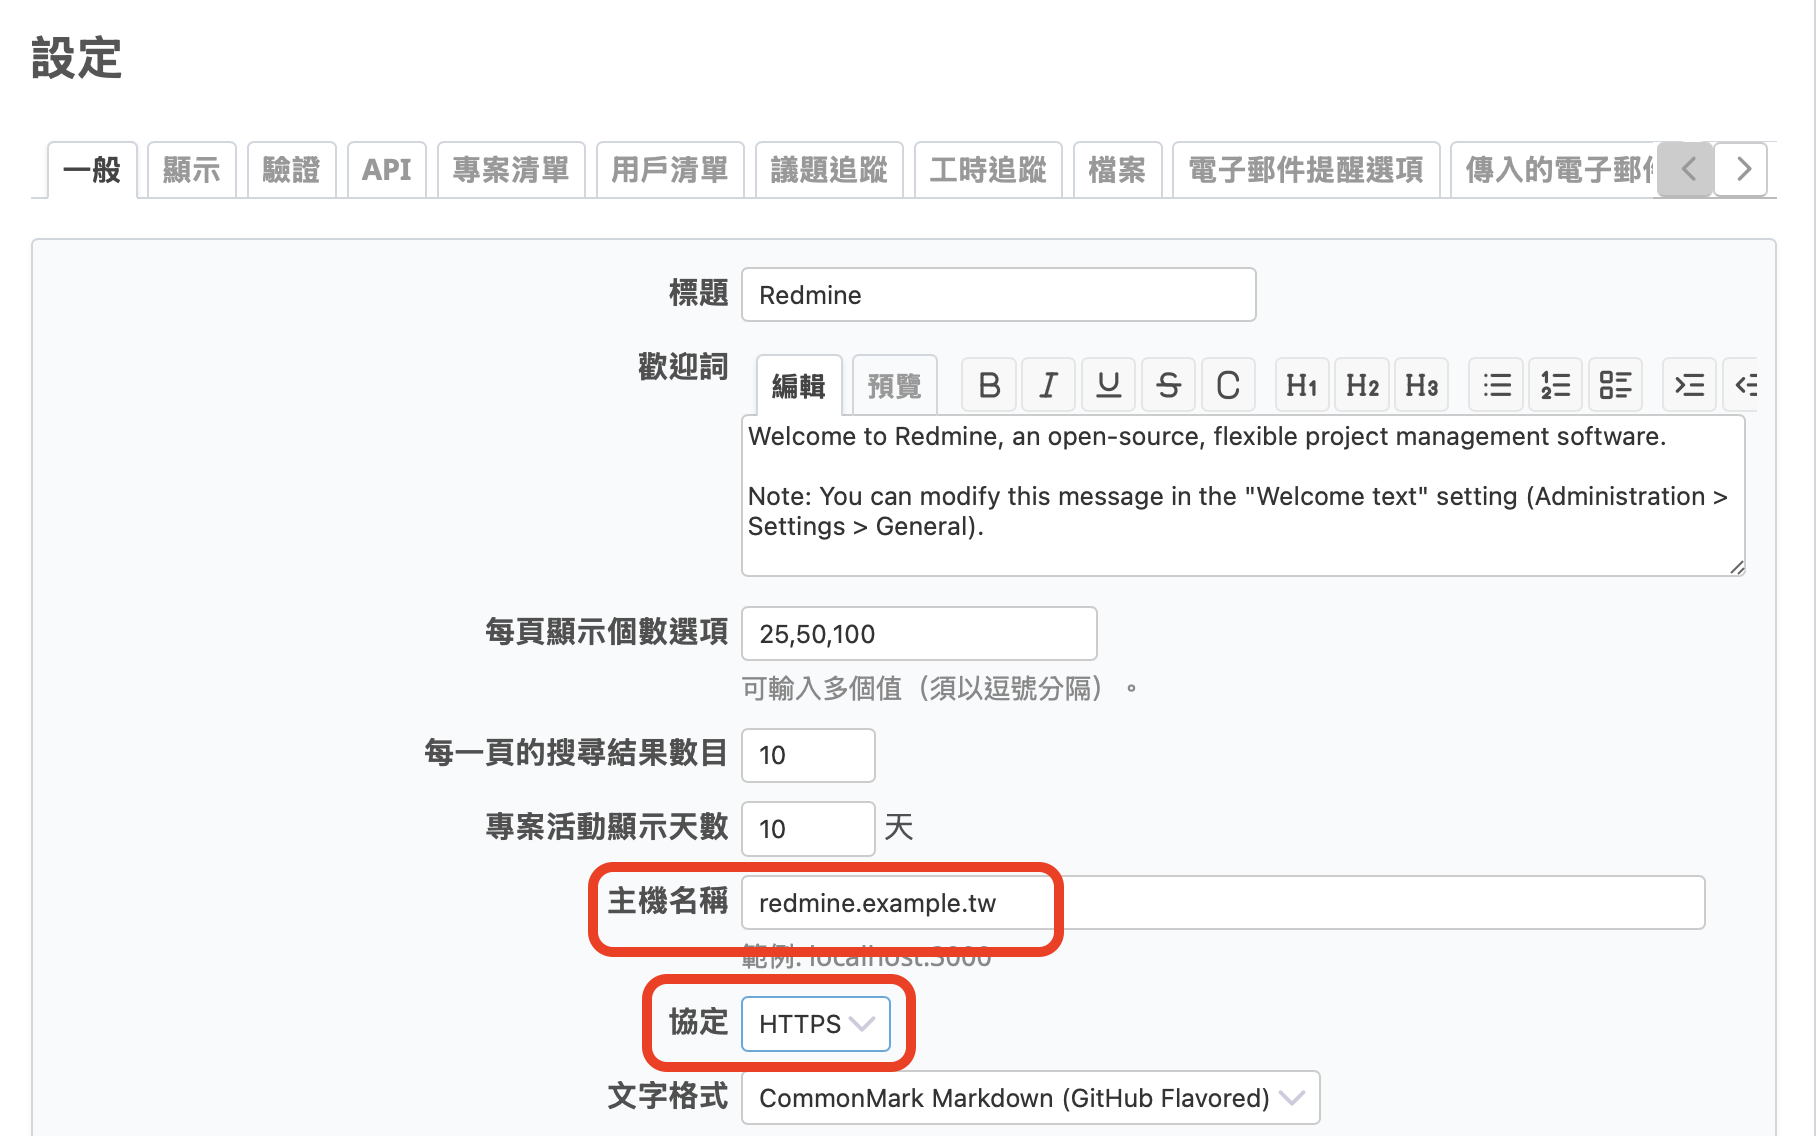 設定
一般 顯示 驗證 API 專案清單 用戶清單 議題追蹤 工時追蹤 檔案 電子郵件提醒選項 傳入的電子郵
標題 Redmine
歡迎詞 編輯 預覽 B I U S C H1 H2 H3
Welcome to Redmine, an open-source, flexible project management software.
Note: You can modify this message in the "Welcome text" setting (Administration >
Settings > General).
每頁顯示個數選項 25,50,100
可輸入多個值（須以逗號分隔）。
每一頁的搜尋結果數目 10
專案活動顯示天數 10 天
主機名稱 redmine.example.tw
範例: localhost:3000
協定 HTTPS
文字格式 CommonMark Markdown (GitHub Flavored)